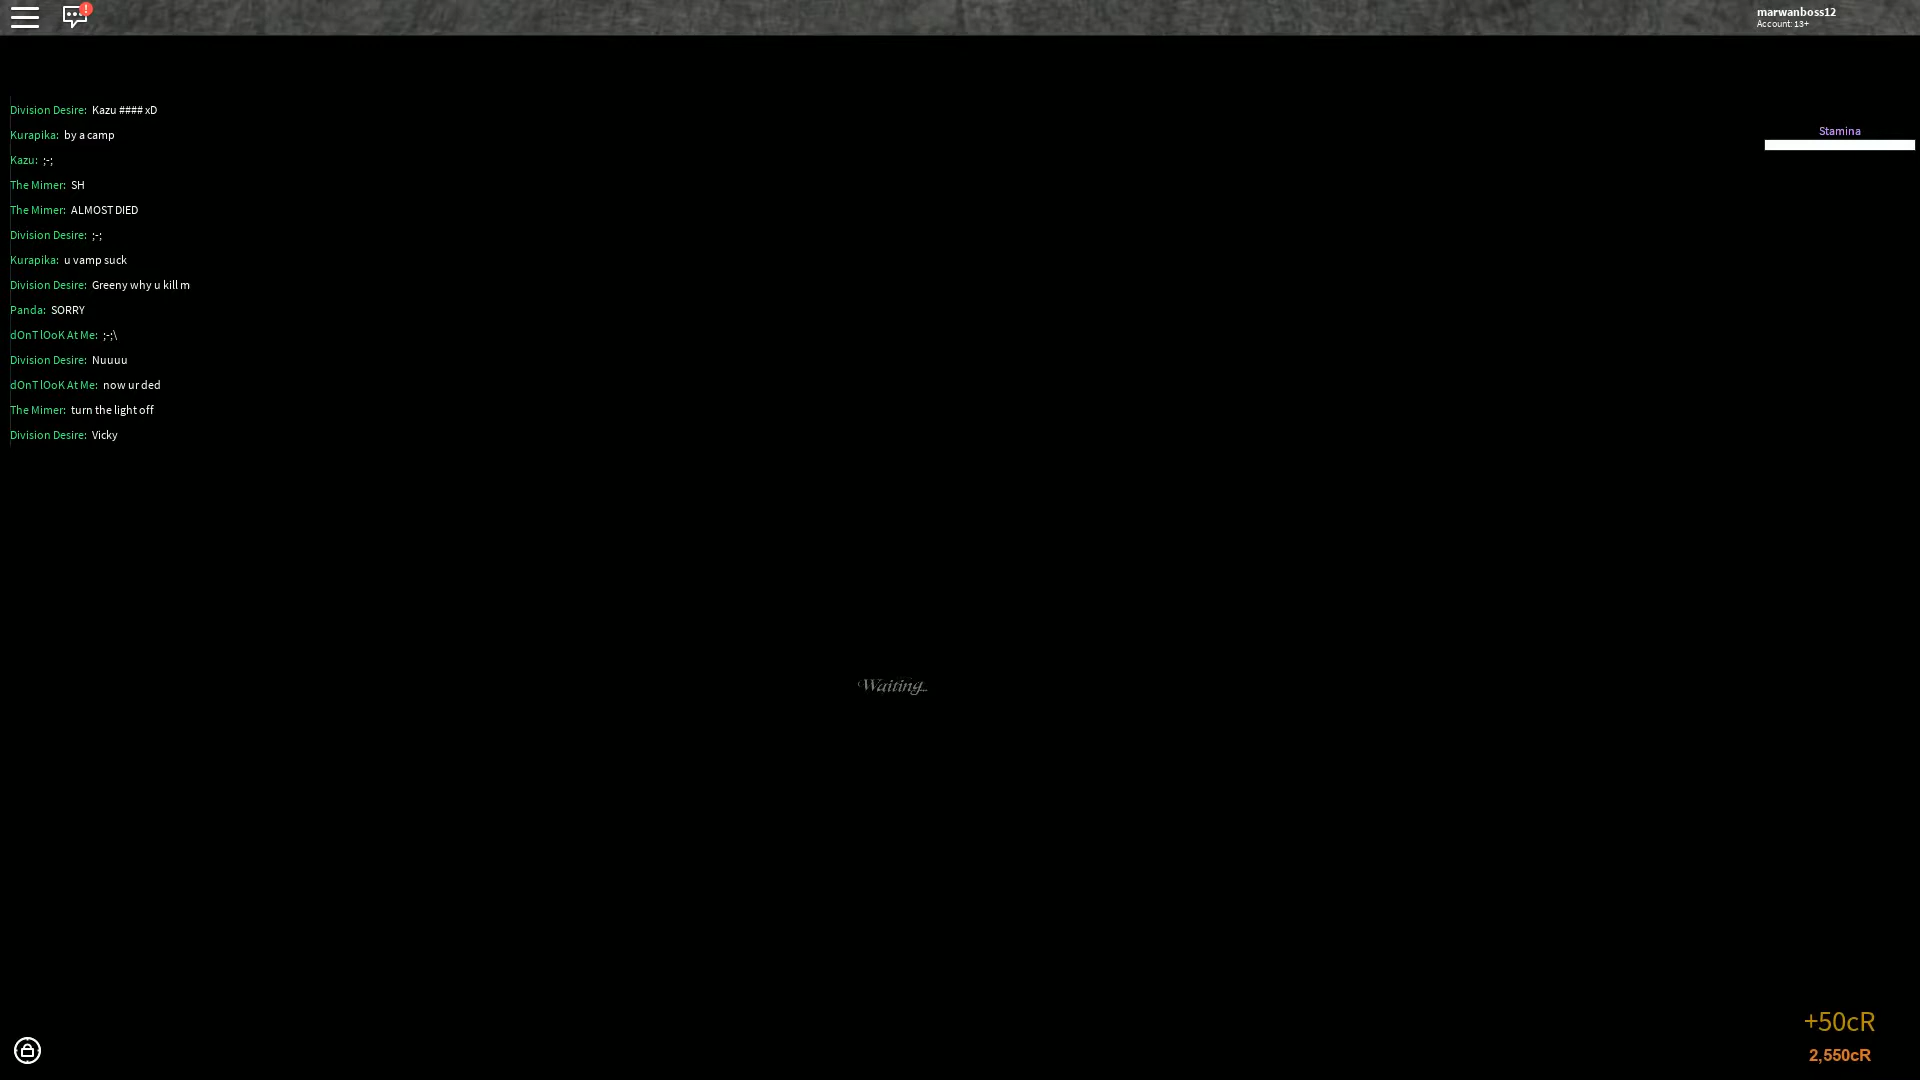 marwanboss12
Account: 13+
Division Desire: Kazu #### xD
Kurapika: by a camp
Kazu: ;-;
The Mimer: SH
The Mimer: ALMOST DIED
Division Desire: ;-;
Kurapika: u vamp suck
Division Desire: Greeny why u kill m
Panda: SORRY
dOnT lOoK At Me: ;-;\
Division Desire: Nuuuu
dOnT lOoK At Me: now ur ded
The Mimer: turn the light off
Division Desire: Vicky
Stamina
Waiting...
+50cR
2,550cR